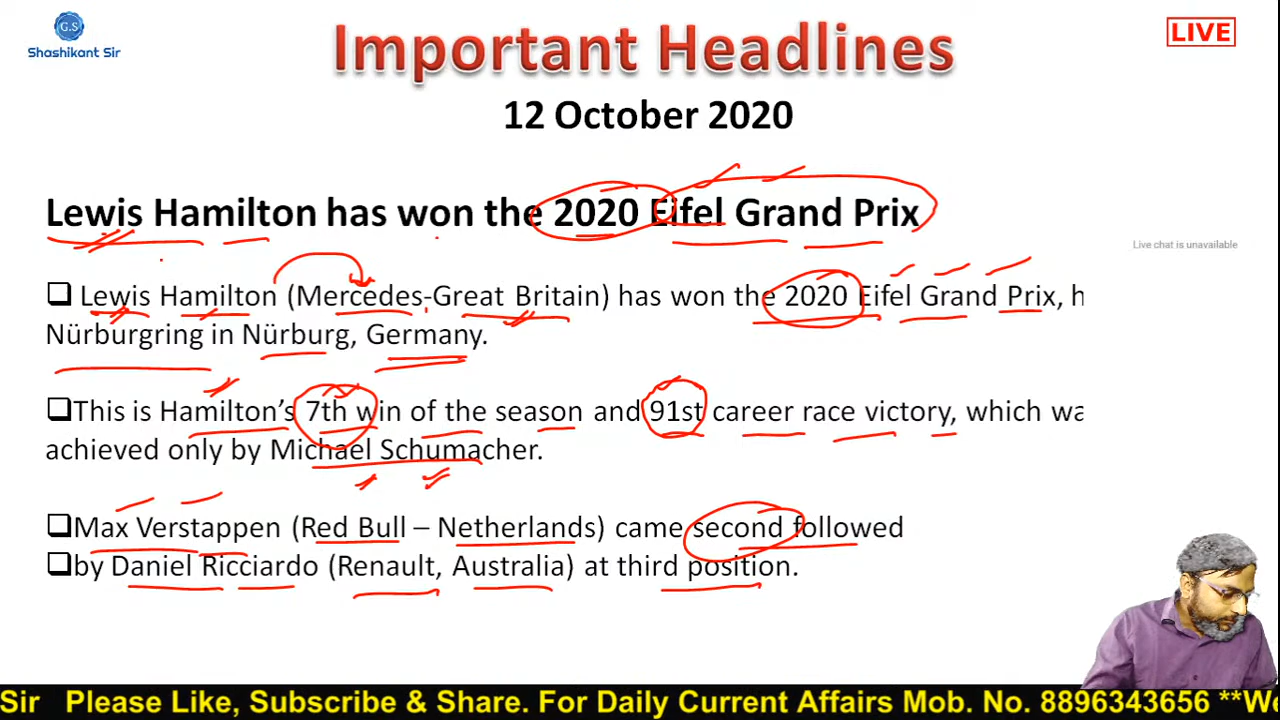 G.S
Shashikant Sir
Important Headlines
LIVE
12 October 2020
Lewis Hamilton has won the 2020 Eifel Grand Prix
Live chat is unavailable
❑ Lewis Hamilton (Mercedes-Great Britain) has won the 2020 Eifel Grand Prix, h
Nürburgring in Nürburg, Germany.
❑This is Hamilton's 7th win of the season and 91st career race victory, which wa
achieved only by Michael Schumacher.
❑Max Verstappen (Red Bull – Netherlands) came second followed
❑by Daniel Ricciardo (Renault, Australia) at third position.
Sir Please Like, Subscribe & Share. For Daily Current Affairs Mob. No. 8896343656 **We